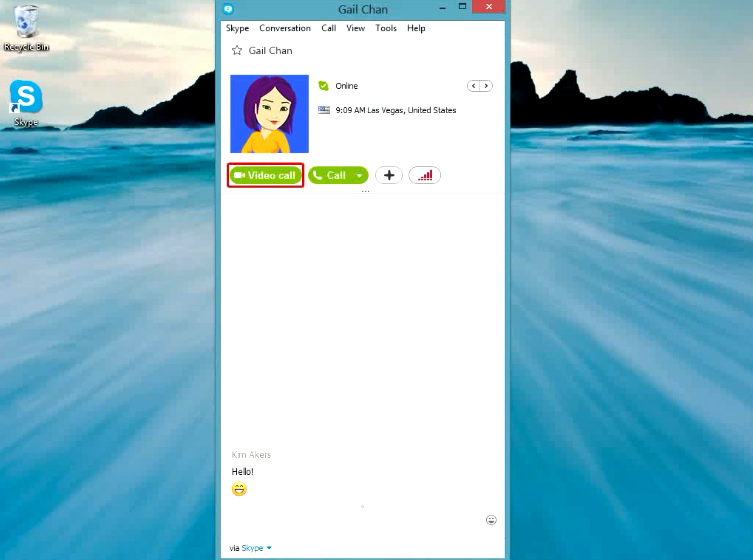 Gail Chan
Recycle Bin
Skype Conversation Call View Tools Help
Gail Chan
Online
9:09 AM Las Vegas, United States
Skype
Video call Call
...
Kim Akers
Hello!
via Skype